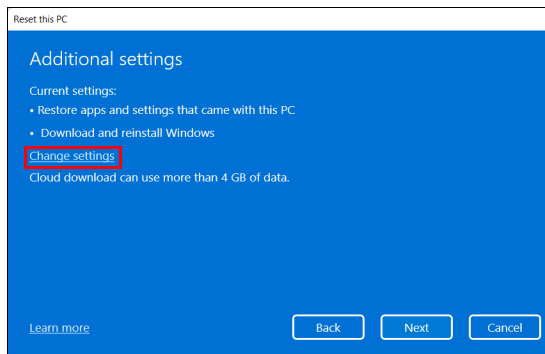 Reset this PC
Additional settings
Current settings:
• Restore apps and settings that came with this PC
• Download and reinstall Windows
Change settings
Cloud download can use more than 4 GB of data.
Learn more
Back
Next
Cancel